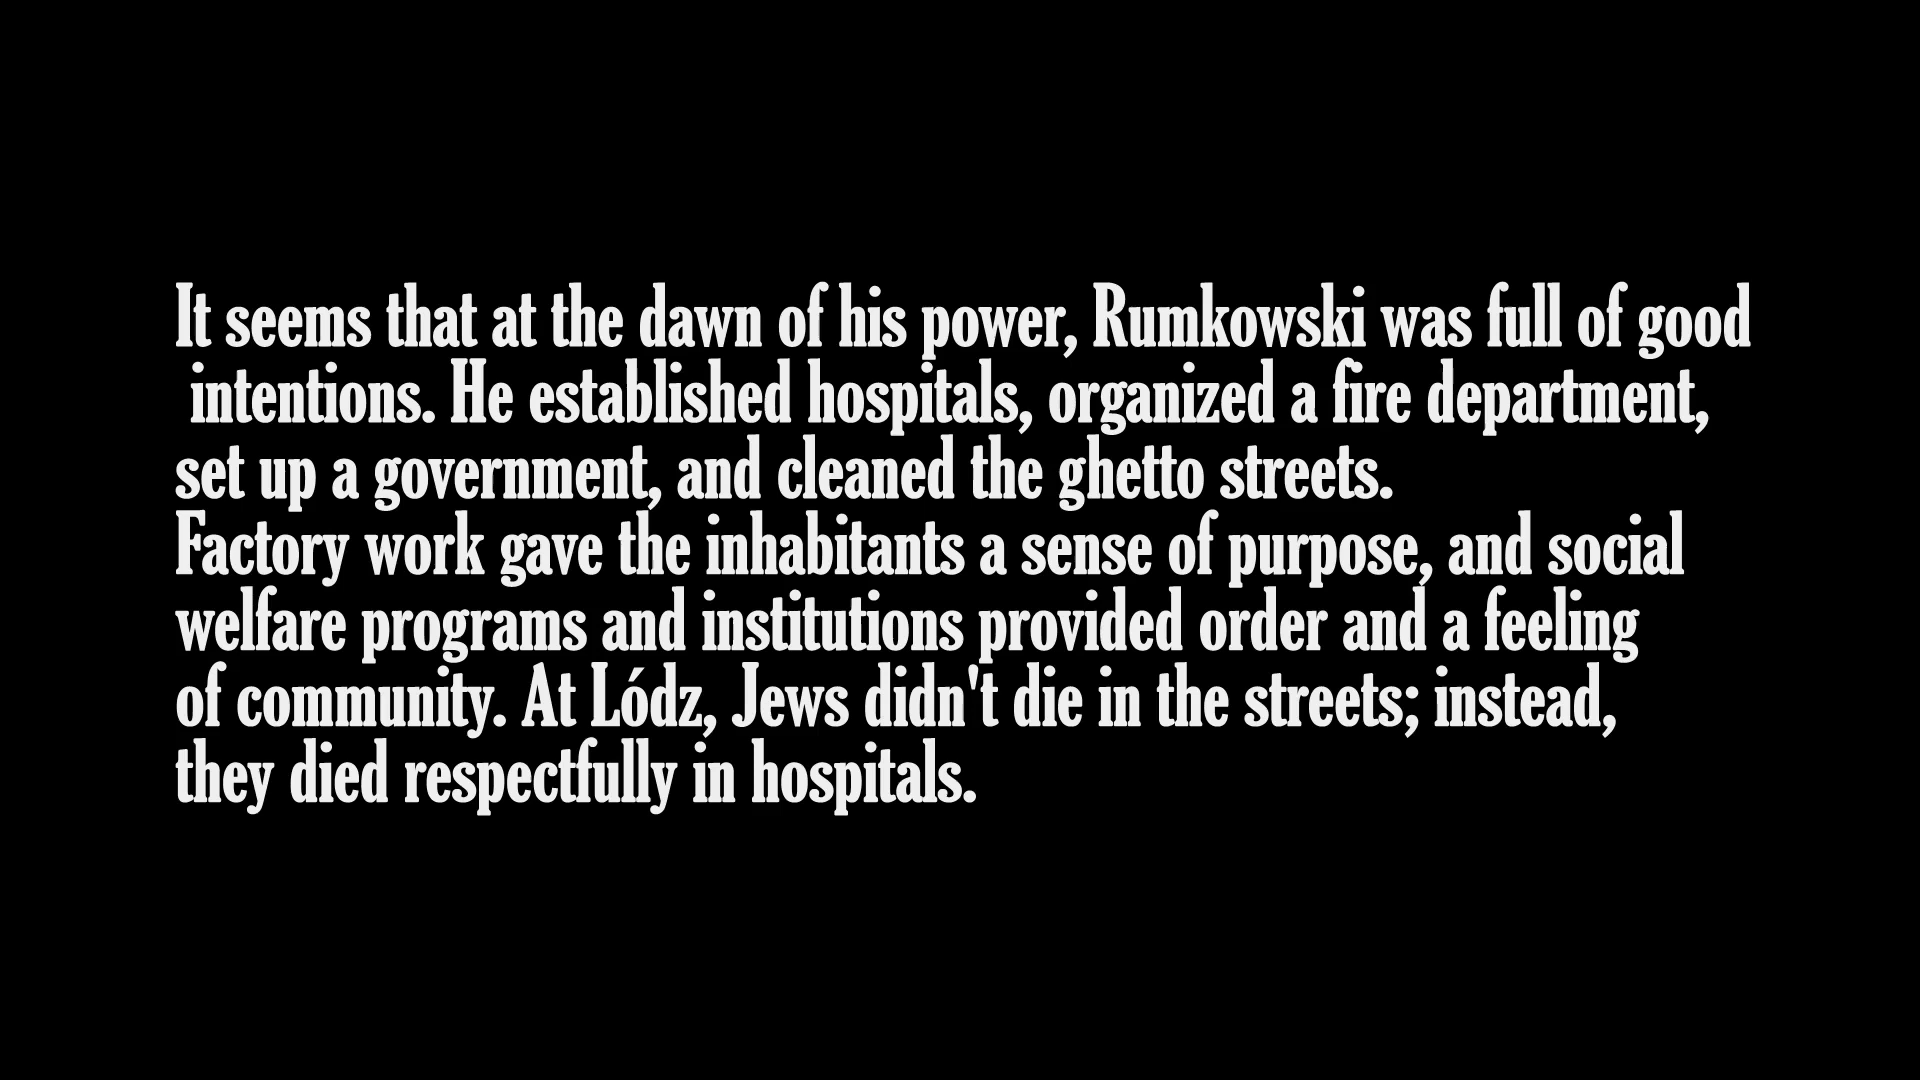 It seems that at the dawn of his power, Rumkowski was full of good
intentions. He established hospitals, organized a fire department,
set up a government, and cleaned the ghetto streets.
Factory work gave the inhabitants a sense of purpose, and social
welfare programs and institutions provided order and a feeling
of community. At Lódz, Jews didn't die in the streets; instead,
they died respectfully in hospitals.